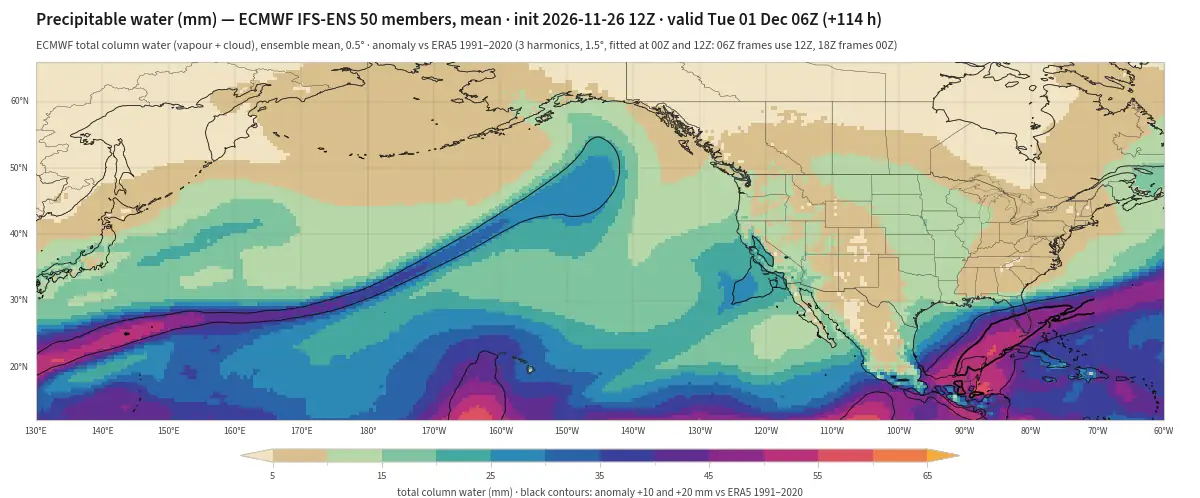 Precipitable water (mm) — ECMWF IFS-ENS 50 members, mean · init 2026-11-26 12Z · valid Tue 01 Dec 06Z (+114 h)
ECMWF total column water (vapour + cloud), ensemble mean, 0.5° · anomaly vs ERA5 1991–2020 (3 harmonics, 1.5°, fitted at 00Z and 12Z: 06Z frames use 12Z, 18Z frames 00Z)
60°N
50°N
40°N
30°N
20°N
130°E 140°E 150°E 160°E 170°E 180° 170°W 160°W 150°W 140°W 130°W 120°W 110°W 100°W 90°W 80°W 70°W 60°W
5 15 25 35 45 55 65
total column water (mm) · black contours: anomaly +10 and +20 mm vs ERA5 1991–2020